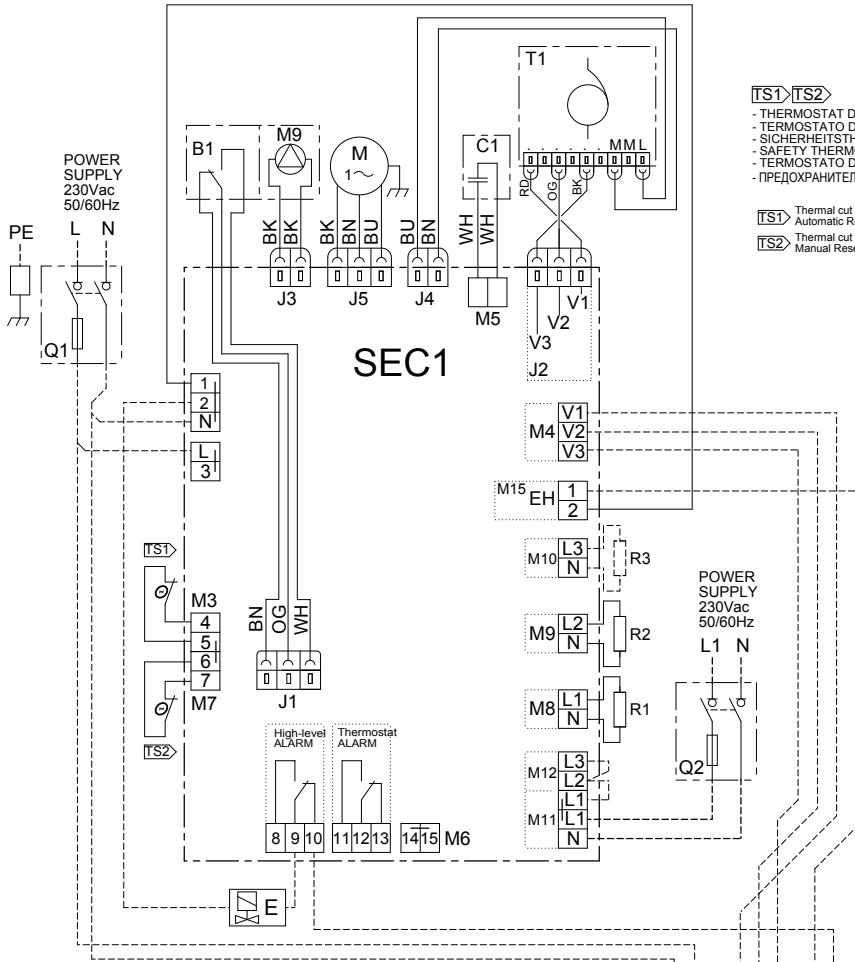 T1
M M L
RD
OG
BK
TS1 TS2
- THERMOSTAT D
- TERMOSTATO D
- SICHERHEITSTH
- SAFETY THERM
- TERMOSTATO D
- ПРЕДОХРАНИТЕЛ
TS1 Thermal cut
Automatic R
TS2 Thermal cut
Manual Rese
B1
M9
M
1~
C1
POWER
SUPPLY
230Vac
50/60Hz
PE
L N
Q1
BK BK
BK BN BU
BU BN
WH WH
J3
J5
J4
M5
V1
V2
V3
J2
SEC1
1
2
N
L
3
M4
V1
V2
V3
M15 EH
1
2
M10
L3
N
R3
M9
L2
N
R2
M8
L1
N
R1
M12
L3
L2
M11
L1
L1
N
POWER
SUPPLY
230Vac
50/60Hz
L1 N
Q2
TS1
M3
4
5
6
7
M7
TS2
BN OG WH
J1
High-level
ALARM
Thermostat
ALARM
8 9 10
11 12 13
14 15 M6
E